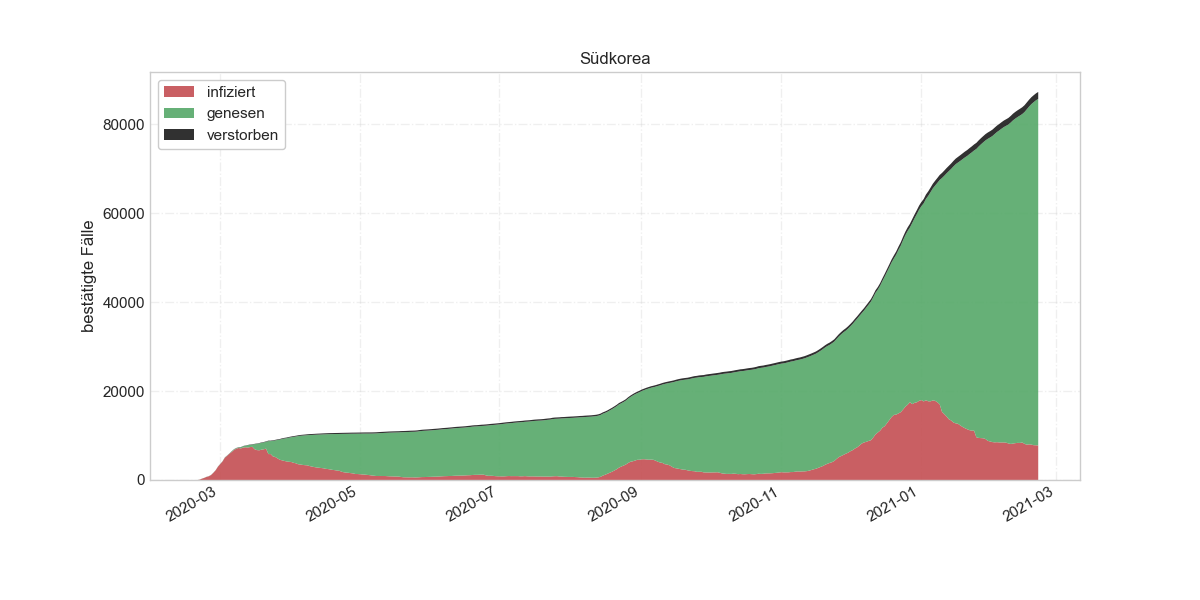 Südkorea
infiziert
genesen
verstorben
bestätigte Fälle
80000
60000
40000
20000
0
2020-03
2020-05
2020-07
2020-09
2020-11
2021-01
2021-03